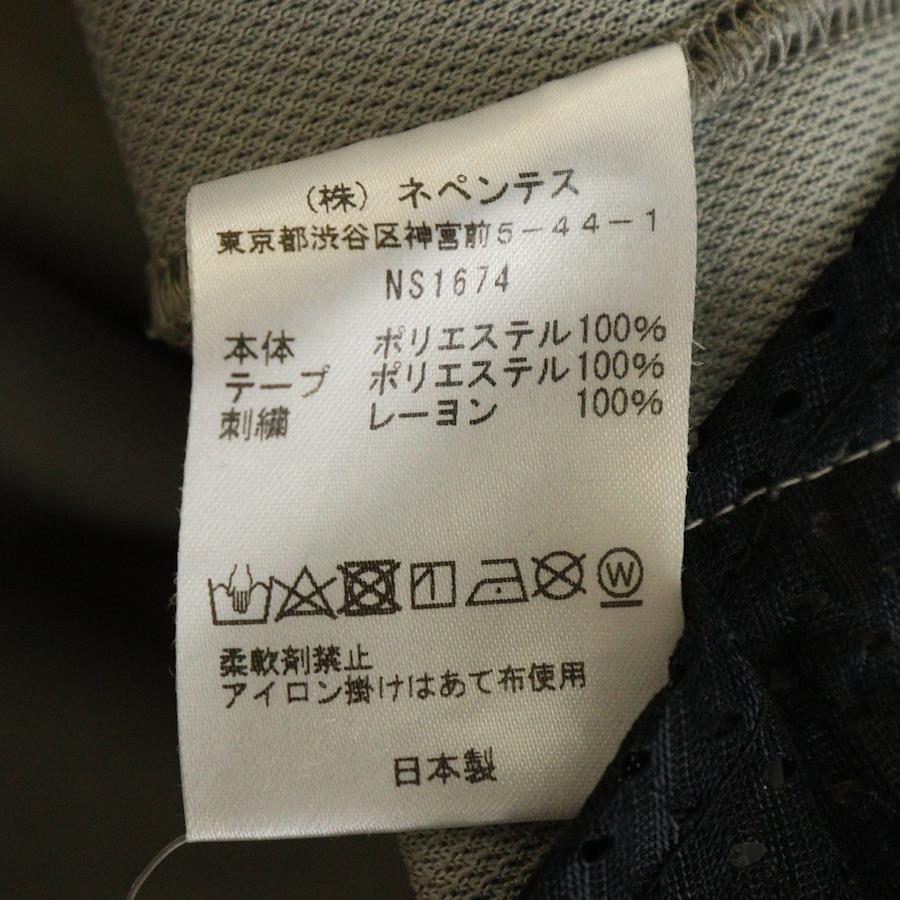 （株）ネペンテス
東京都渋谷区神宮前５－４４－１
NS1674
本体 ポリエステル100%
テープ ポリエステル100%
刺繍 レーヨン 100%
W
柔軟剤禁止
アイロン掛けはあて布使用
日本製